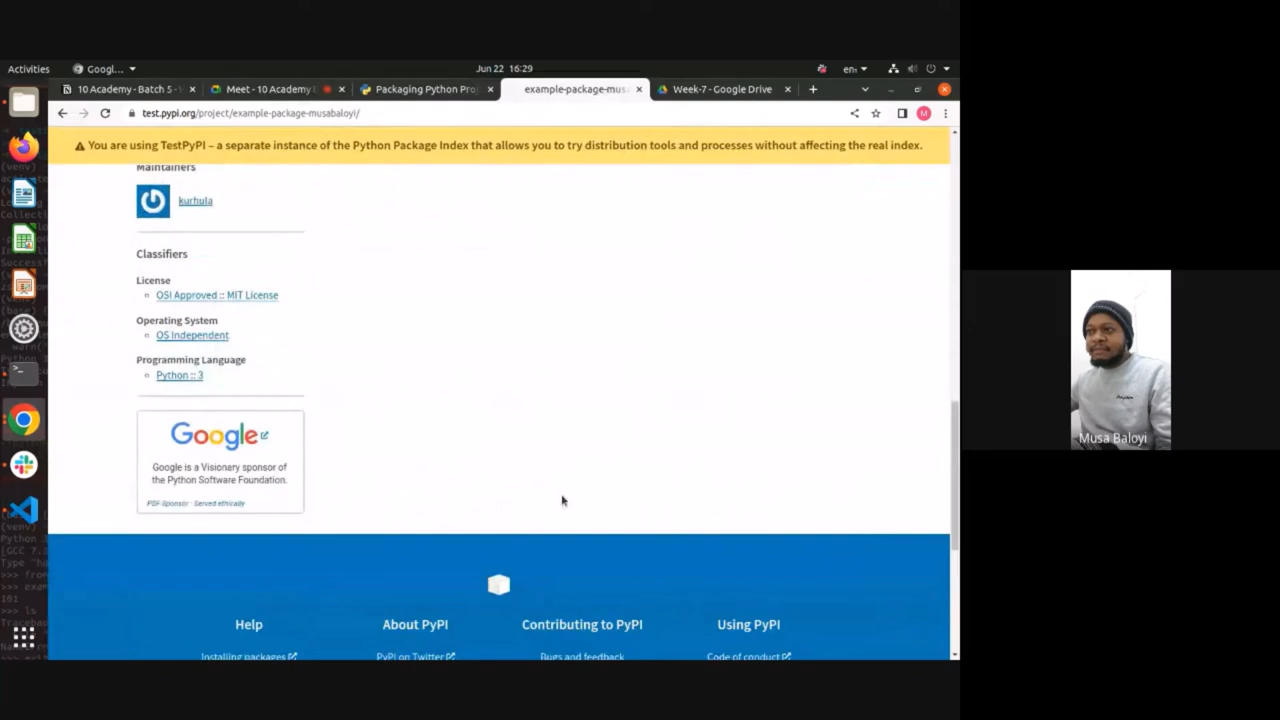 Activities
Googl...
Jun 22 16:29
en₁
10 Academy - Batch 5 -
Meet - 10 Academy
Packaging Python Pro
example-package-mus
Week-7 - Google Drive
test.pypi.org/project/example-package-musabaloyi/
M
You are using TestPyPI – a separate instance of the Python Package Index that allows you to try distribution tools and processes without affecting the real index.
Maintainers
kurhula
Classifiers
License
OSI Approved :: MIT License
Operating System
OS Independent
Programming Language
Python :: 3
Google
Google is a Visionary sponsor of
the Python Software Foundation.
PSF Sponsor · Served ethically
Help
About PyPI
Contributing to PyPI
Using PyPI
Installing packages
PyPI on Twitter
Bugs and feedback
Code of conduct
Musa Baloyi